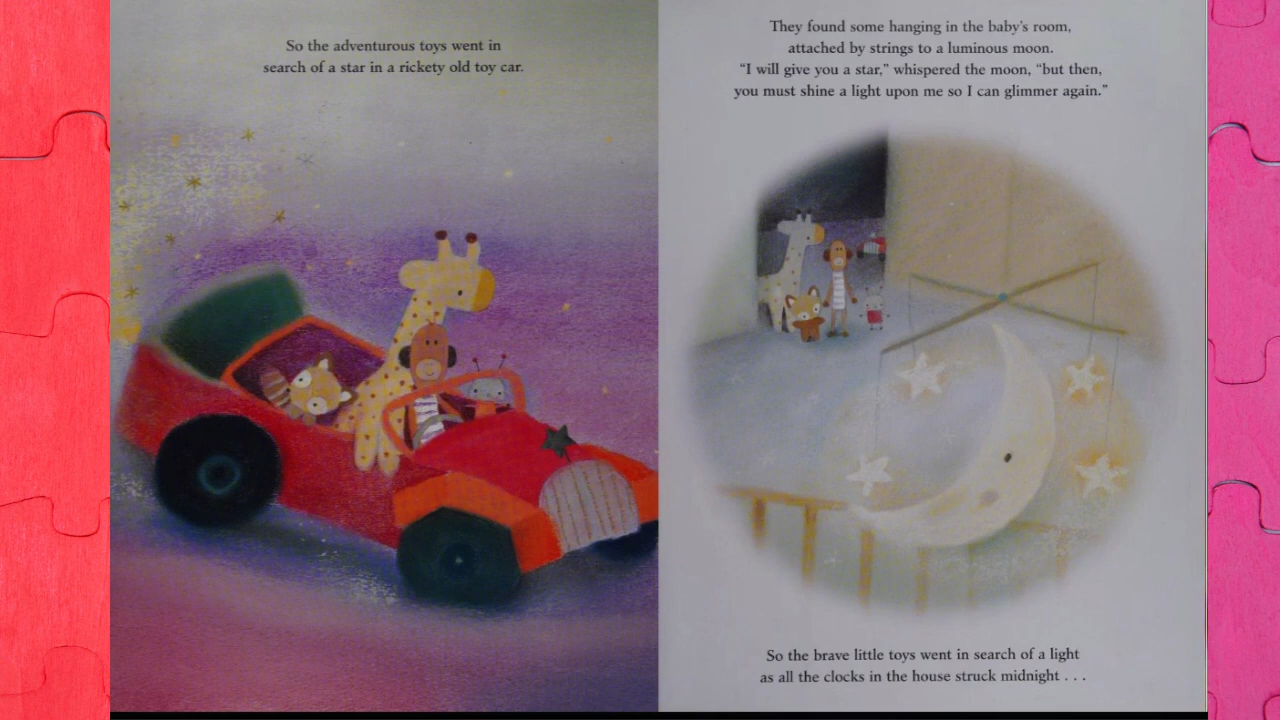 So the adventurous toys went in
search of a star in a rickety old toy car.
They found some hanging in the baby's room,
attached by strings to a luminous moon.
"I will give you a star," whispered the moon, "but then,
you must shine a light upon me so I can glimmer again."
So the brave little toys went in search of a light
as all the clocks in the house struck midnight . . .